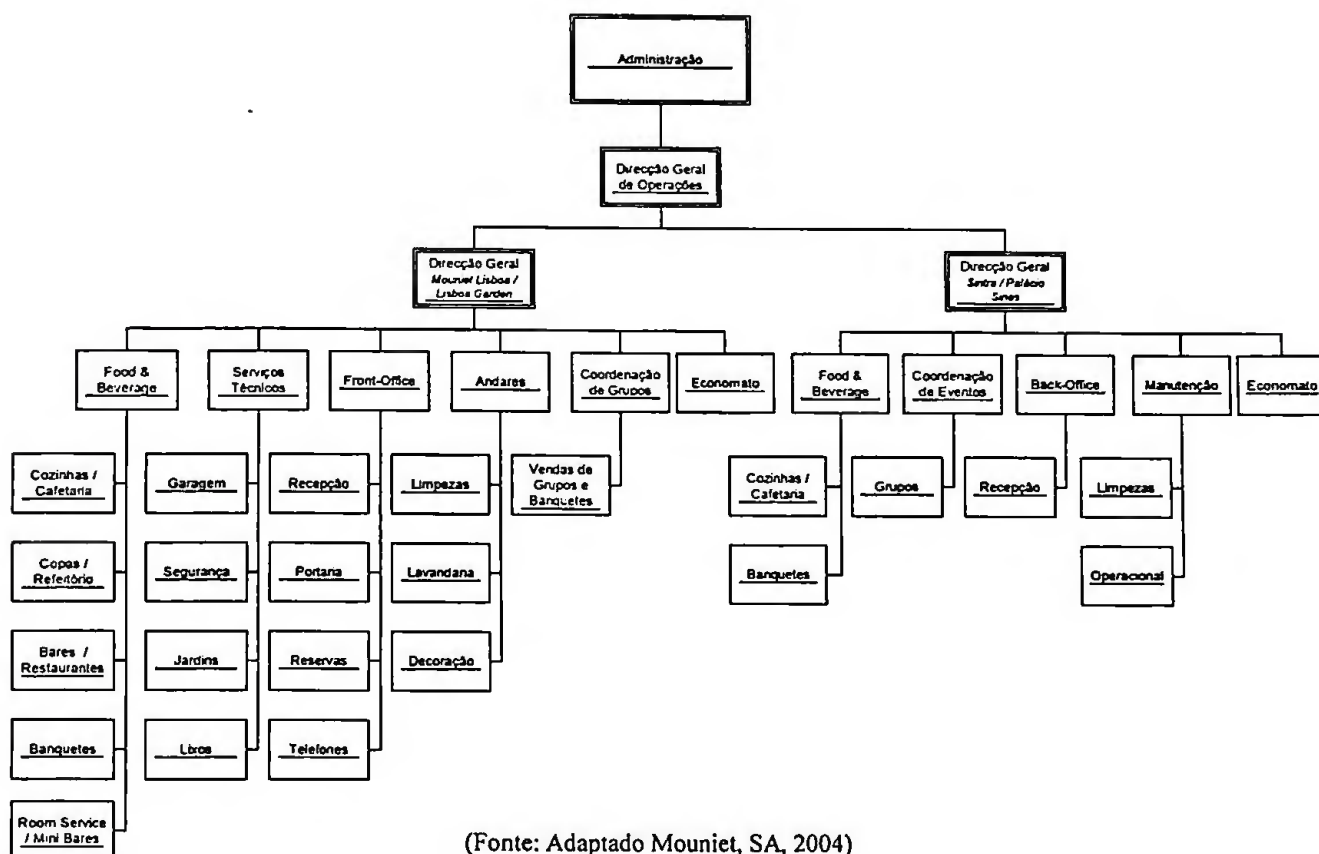 Administração
Direcção Geral
de Operações
Direcção Geral
Lisboa /
Lisboa Garden
Direcção Geral
Sintra / Palácio
Sines
Food &
Beverage
Serviços
Técnicos
Front-Office
Andares
Coordenação
de Grupos
Economato
Food &
Beverage
Coordenação
de Eventos
Back-Office
Manutenção
Economato
Cozinhas /
Cafetaria
Garagem
Recepção
Limpezas
Vendas de
Grupos e
Banquetes
Cozinhas /
Cafetaria
Grupos
Recepção
Limpezas
Copas /
Refeitório
Segurança
Portaria
Lavandaria
Banquetes
Operacional
Bares /
Restaurantes
Jardins
Reservas
Decoração
Banquetes
Lixos
Telefones
Room Service
/ Mini Bares
(Fonte: Adaptado Mouniet, SA, 2004)